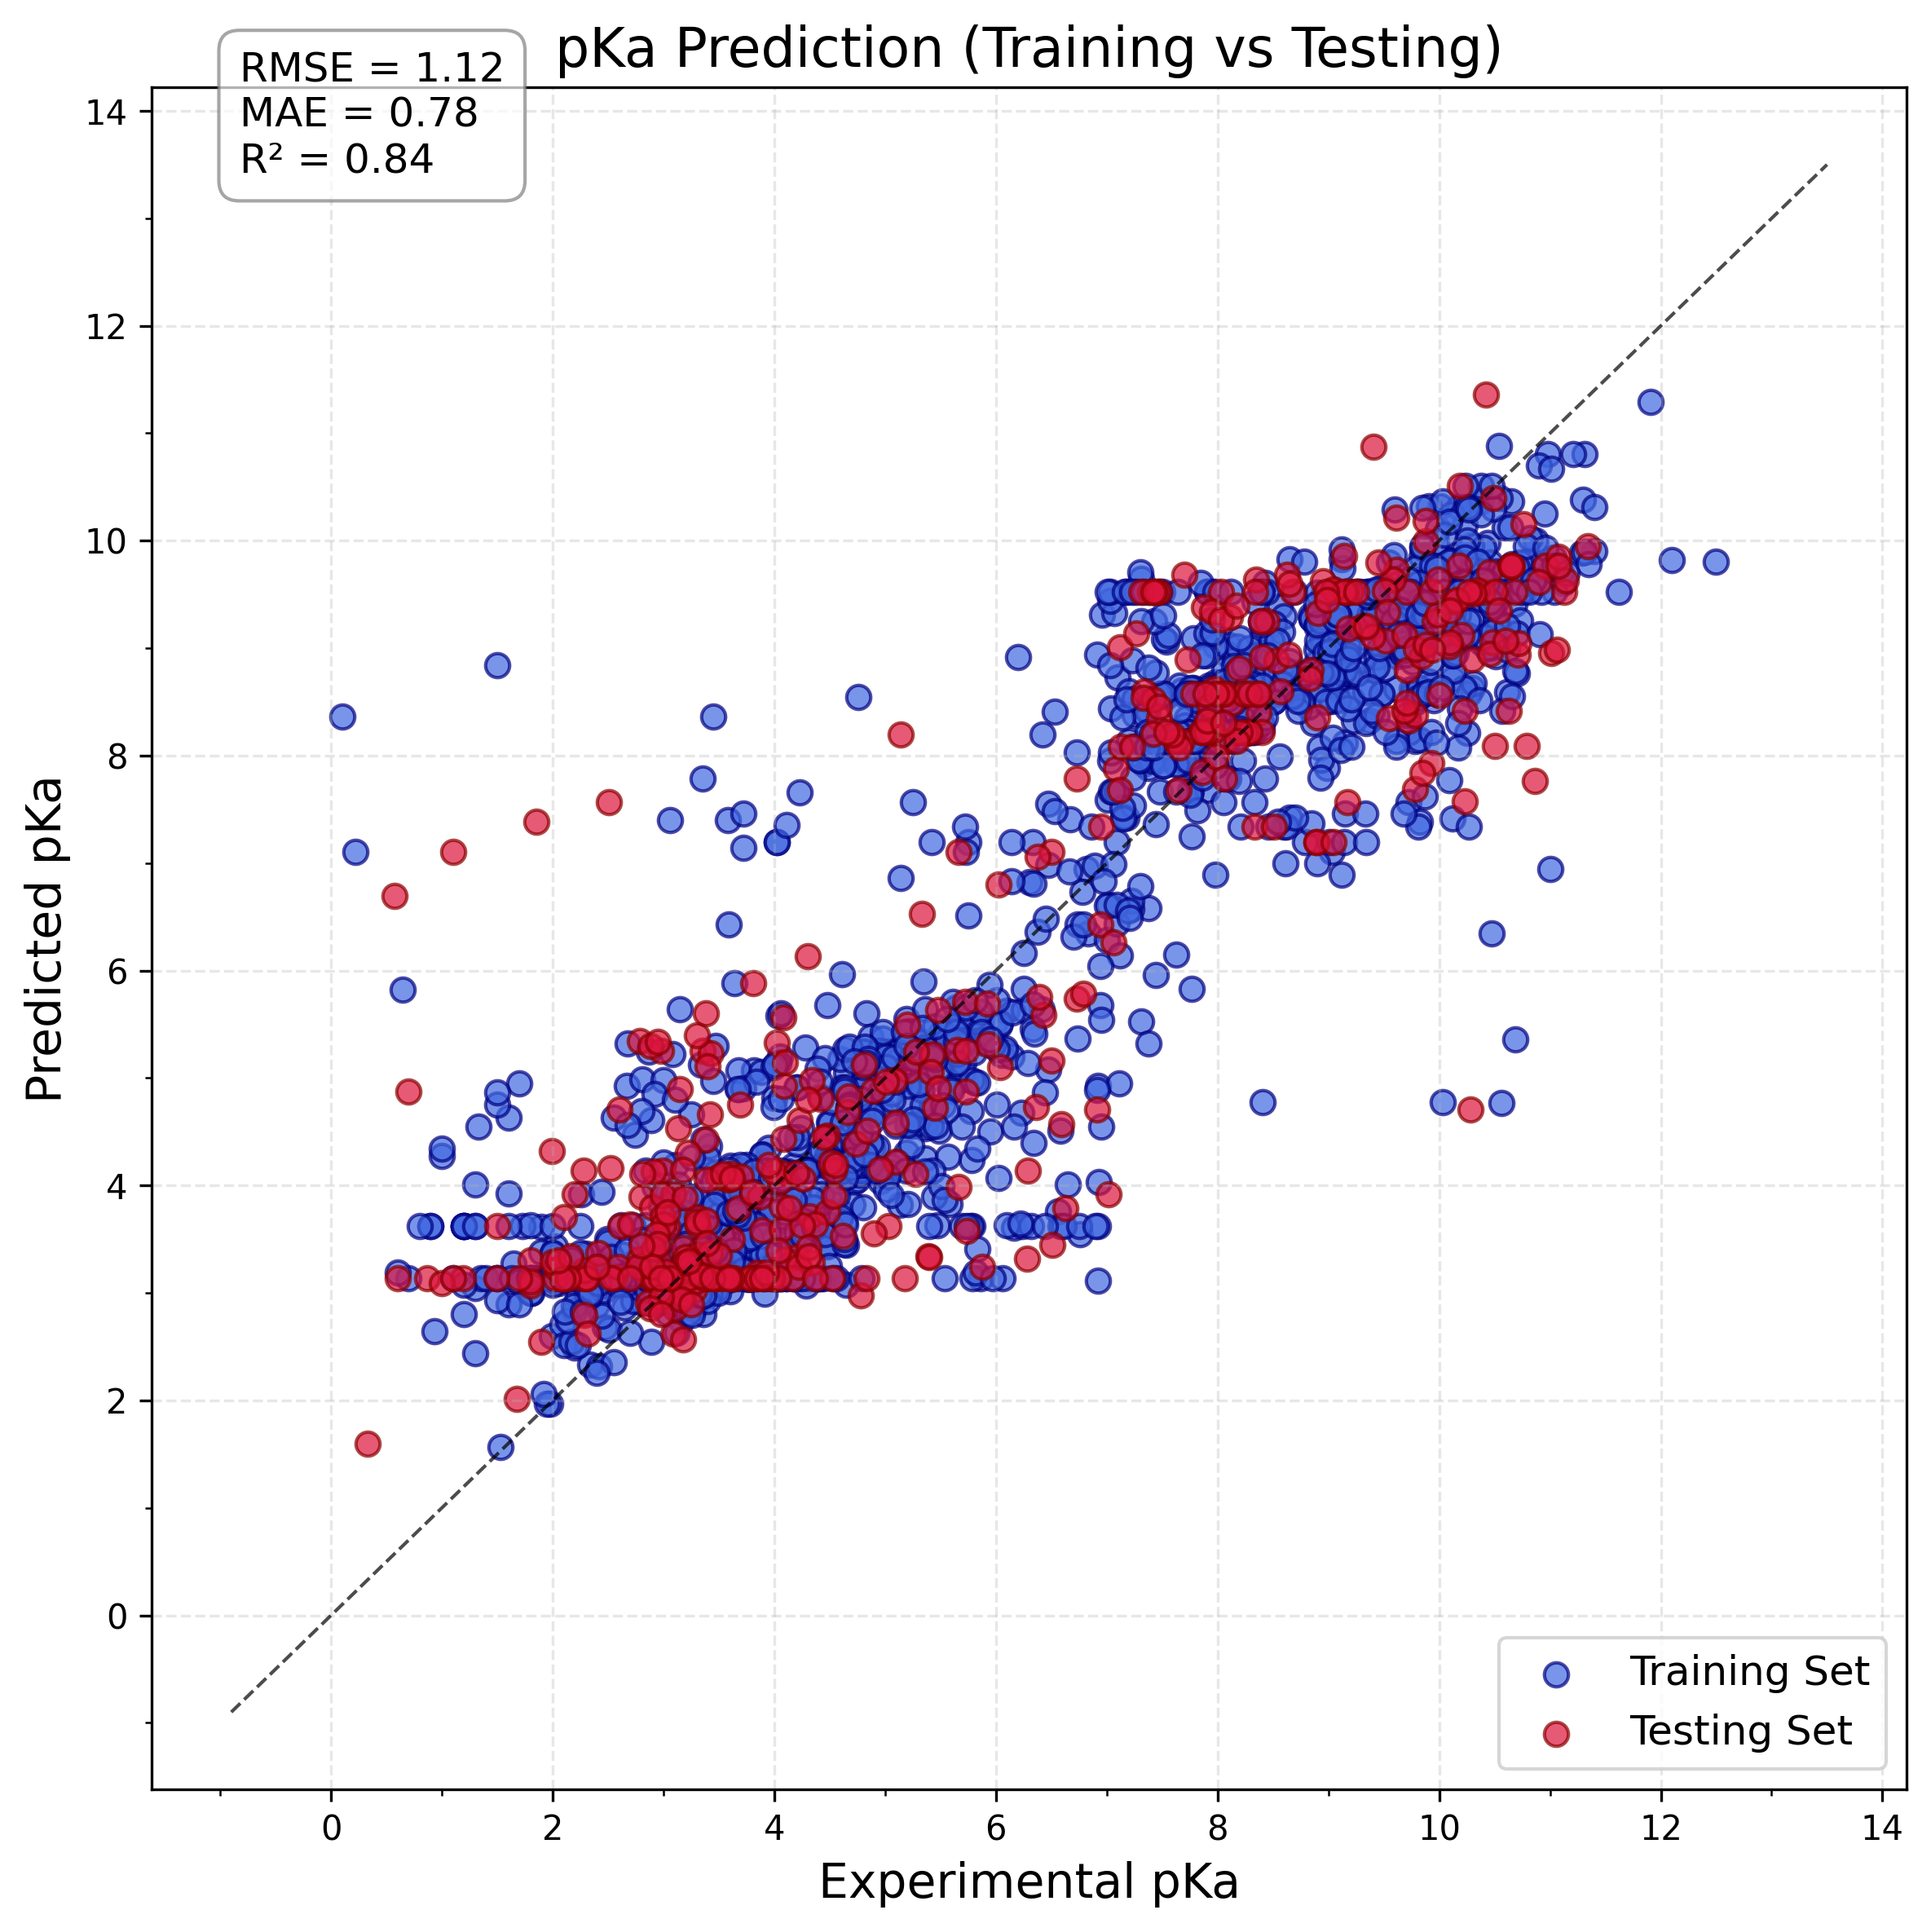 pKa Prediction (Training vs Testing)
RMSE = 1.12
MAE = 0.78
R² = 0.84
14
12
10
8
6
4
2
0
Predicted pKa
0 2 4 6 8 10 12 14
Experimental pKa
Training Set
Testing Set